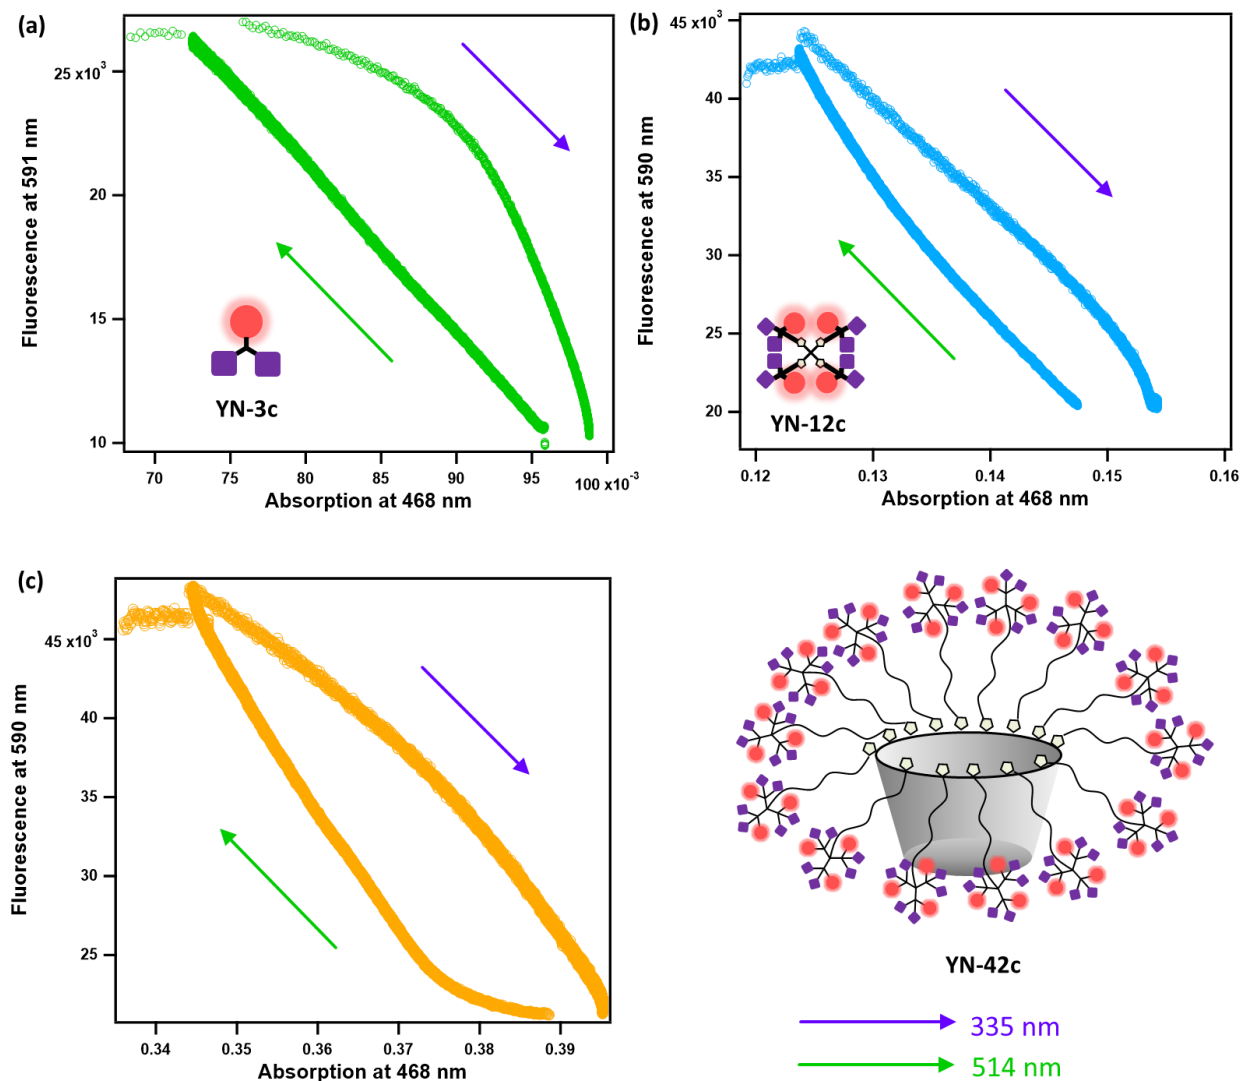 (a)
Fluorescence at 591 nm
25 x10³
20
15
10
YN-3c
70
75
80
85
90
95
100 x10⁻³
Absorption at 468 nm
(b)
Fluorescence at 590 nm
45 x10³
40
35
30
25
20
YN-12c
0.12
0.13
0.14
0.15
0.16
Absorption at 468 nm
(c)
Fluorescence at 590 nm
45 x10³
40
35
30
25
0.34
0.35
0.36
0.37
0.38
0.39
Absorption at 468 nm
YN-42c
335 nm
514 nm